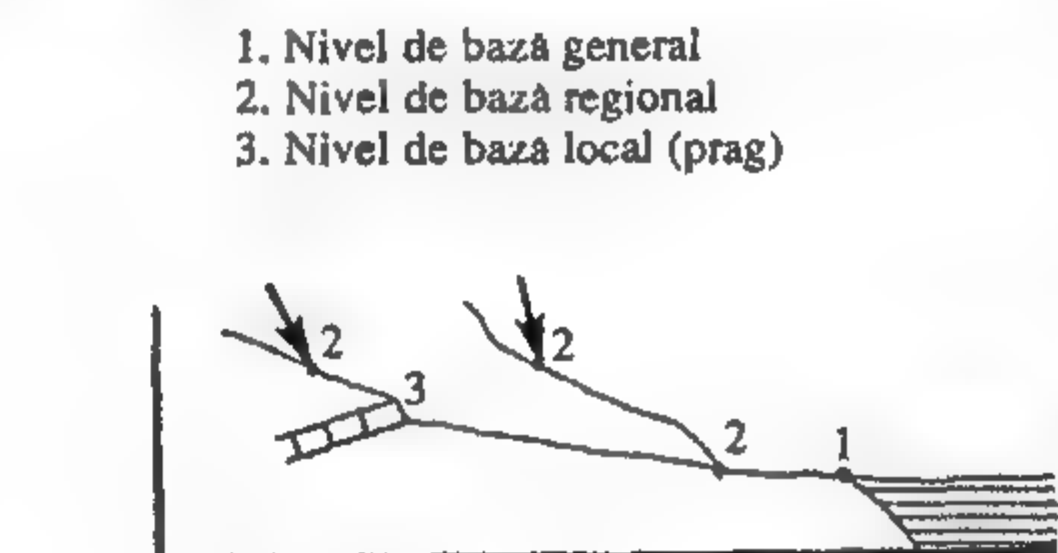 1. Nivel de bază general
2. Nivel de bază regional
3. Nivel de bază local (prag)
2
2
3
2
1